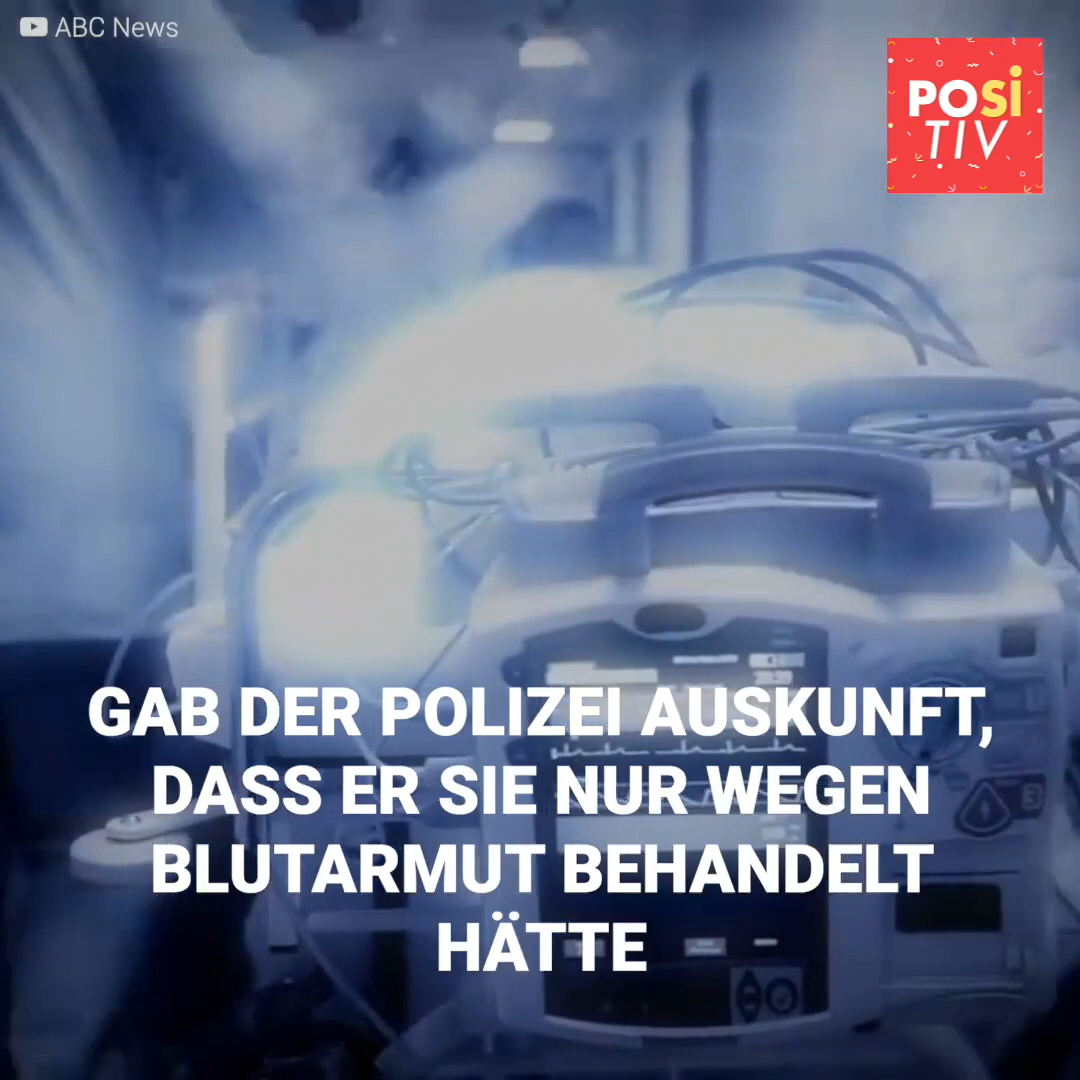 ABC News
POSi
TIV
GAB DER POLIZEI AUSKUNFT,
DASS ER SIE NUR WEGEN
BLUTARMUT BEHANDELT
HÄTTE